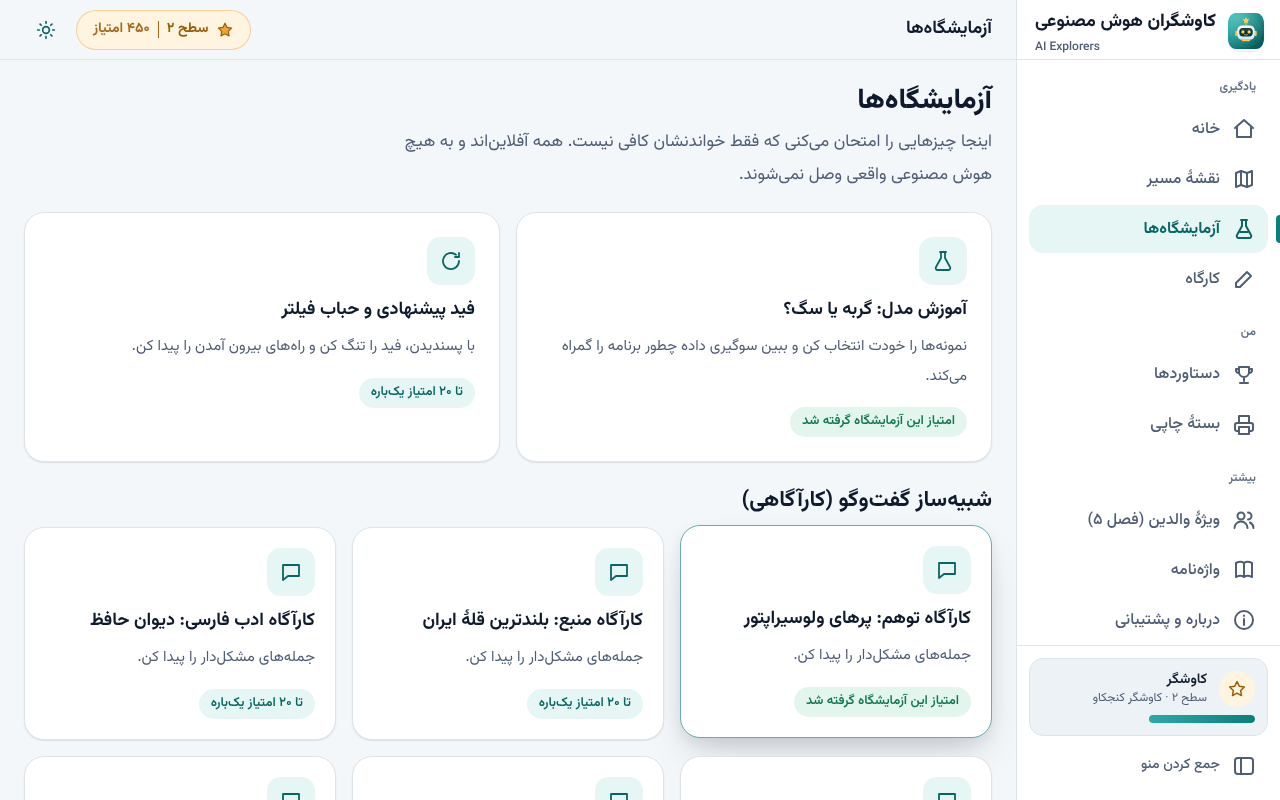 کاوشگران هوش مصنوعی
AI Explorers
یادگیری
خانه
نقشهٔ مسیر
آزمایشگاه‌ها
کارگاه
من
دستاوردها
بستهٔ چاپی
بیشتر
ویژهٔ والدین (فصل ۵)
واژه‌نامه
درباره و پشتیبانی
کاوشگر
سطح ۲ · کاوشگر کنجکاو
جمع کردن منو
آزمایشگاه‌ها
سطح ۲ | ۴۵۰ امتیاز
آزمایشگاه‌ها
اینجا چیزهایی را امتحان می‌کنی که فقط خواندنشان کافی نیست. همه آفلاین‌اند و به هیچ
هوش مصنوعی واقعی وصل نمی‌شوند.
آموزش مدل: گربه یا سگ؟
نمونه‌ها را خودت انتخاب کن و ببین سوگیری داده چطور برنامه را گمراه
می‌کند.
امتیاز این آزمایشگاه گرفته شد
فید پیشنهادی و حباب فیلتر
با پسندیدن، فید را تنگ کن و راه‌های بیرون آمدن را پیدا کن.
تا ۲۰ امتیاز یک‌باره
شبیه‌ساز گفت‌وگو (کارآگاهی)
کارآگاه توهم: پرهای ولوسیراپتور
جمله‌های مشکل‌دار را پیدا کن.
امتیاز این آزمایشگاه گرفته شد
کارآگاه منبع: بلندترین قلهٔ ایران
جمله‌های مشکل‌دار را پیدا کن.
تا ۲۰ امتیاز یک‌باره
کارآگاه ادب فارسی: دیوان حافظ
جمله‌های مشکل‌دار را پیدا کن.
تا ۲۰ امتیاز یک‌باره